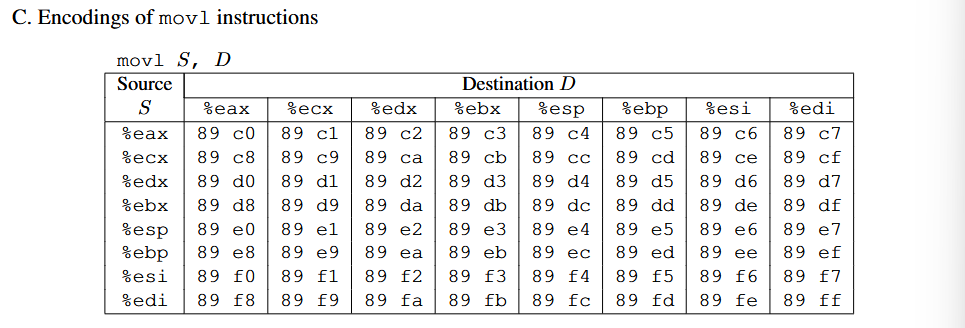 C. Encodings of movl instructions
movl S, D
Source Destination D
S %eax %ecx %edx %ebx %esp %ebp %esi %edi
%eax 89 c0 89 c1 89 c2 89 c3 89 c4 89 c5 89 c6 89 c7
%ecx 89 c8 89 c9 89 ca 89 cb 89 cc 89 cd 89 ce 89 cf
%edx 89 d0 89 d1 89 d2 89 d3 89 d4 89 d5 89 d6 89 d7
%ebx 89 d8 89 d9 89 da 89 db 89 dc 89 dd 89 de 89 df
%esp 89 e0 89 e1 89 e2 89 e3 89 e4 89 e5 89 e6 89 e7
%ebp 89 e8 89 e9 89 ea 89 eb 89 ec 89 ed 89 ee 89 ef
%esi 89 f0 89 f1 89 f2 89 f3 89 f4 89 f5 89 f6 89 f7
%edi 89 f8 89 f9 89 fa 89 fb 89 fc 89 fd 89 fe 89 ff